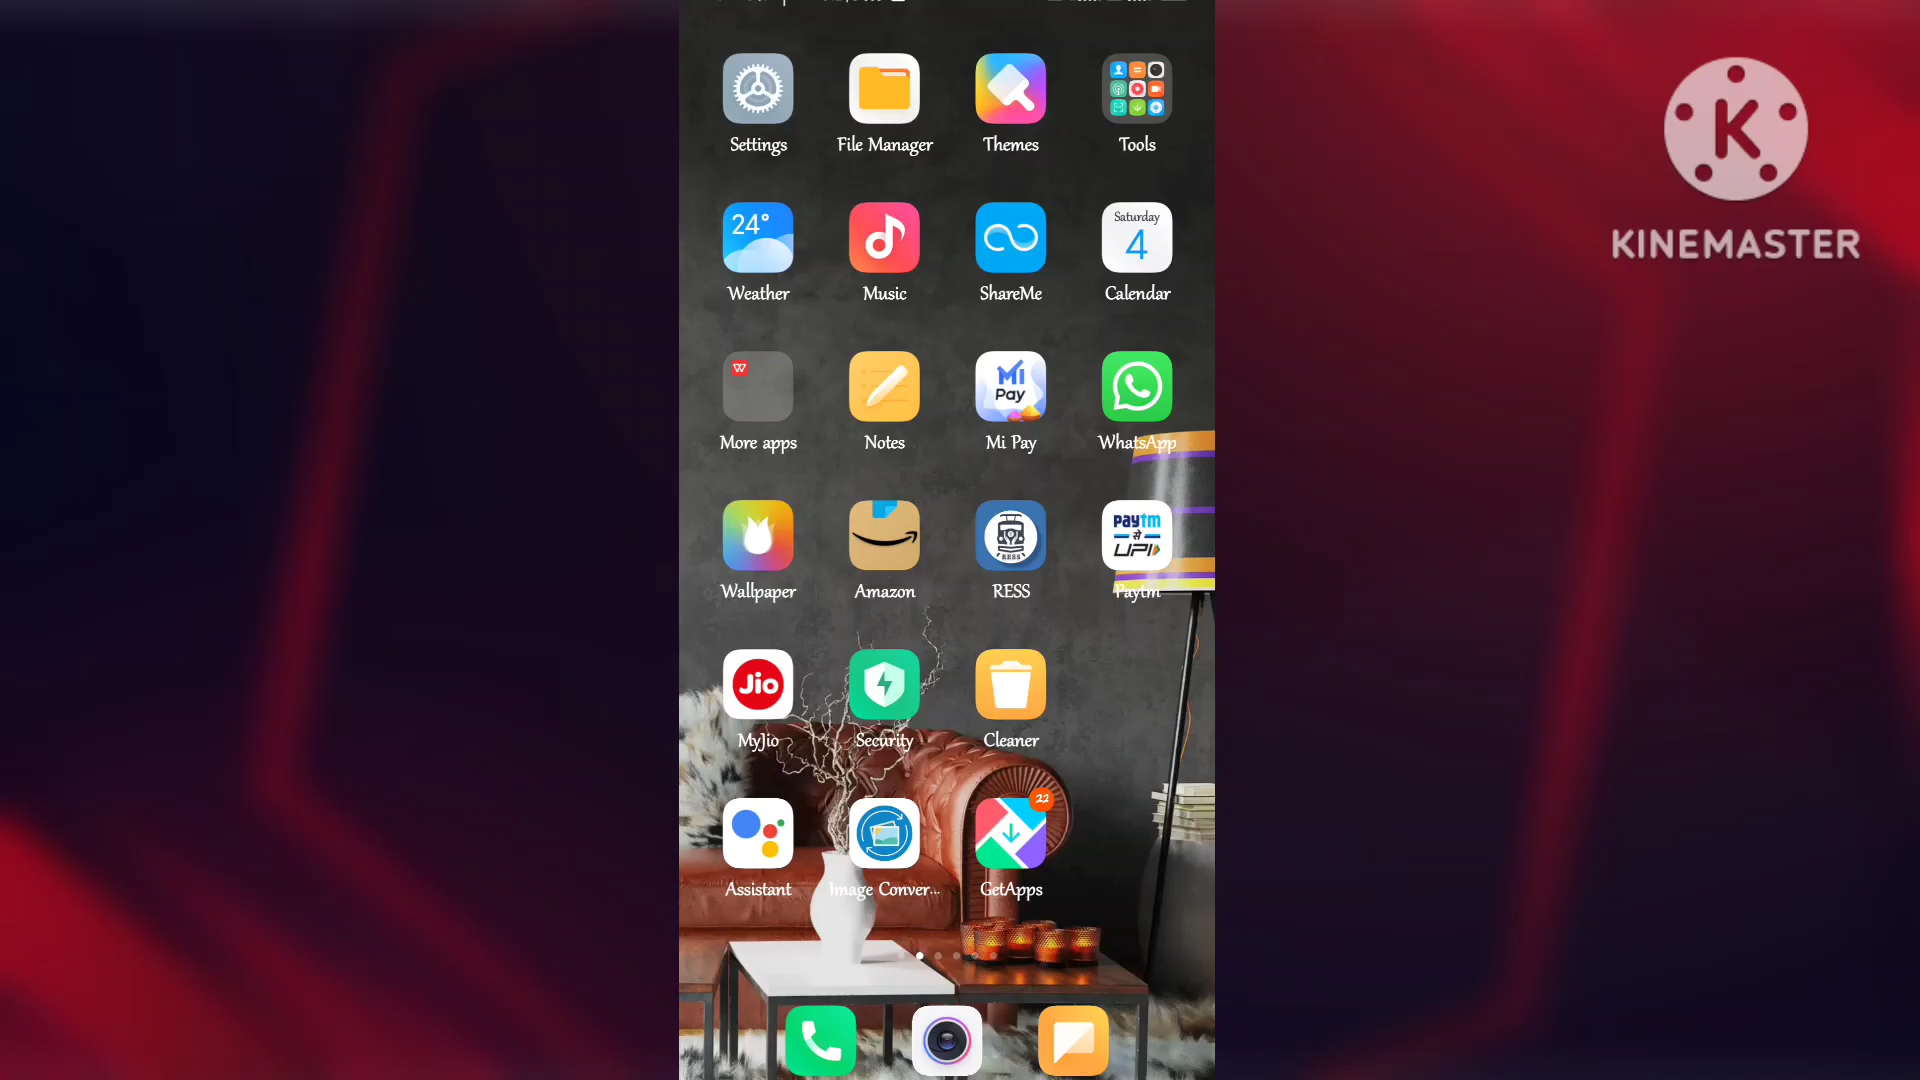 K
KINEMASTER
Settings
File Manager
Themes
Tools
24°
Saturday
4
Weather
Music
ShareMe
Calendar
W
Mi
Pay
More apps
Notes
Mi Pay
WhatsApp
RESS
paytm
से
UPI
Wallpaper
Amazon
RESS
Paytm
Jio
MyJio
Security
Cleaner
22
Assistant
Image Conver...
GetApps